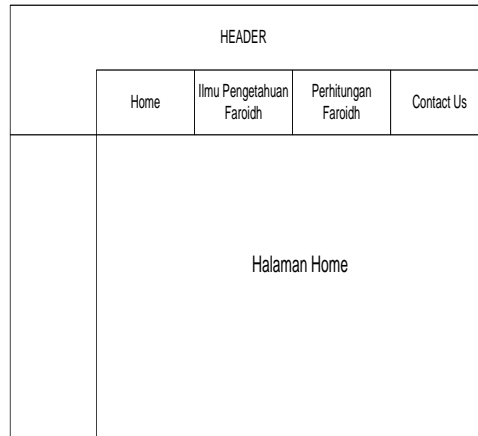 HEADER
Home
Ilmu Pengetahuan
Faroidh
Perhitungan
Faroidh
Contact Us
Halaman Home